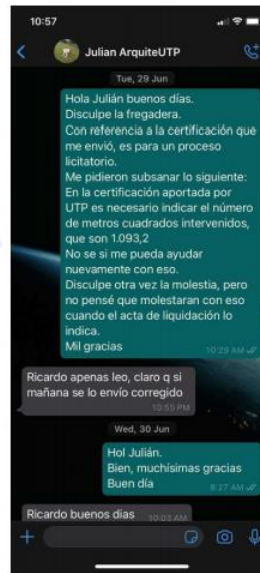 10:57
Julian ArquiteUTP
Tue, 29 Jun
Hola Julián buenos días.
Disculpe la fregadera.
Con referencia a la certificación que
me envió, es para un proceso
licitatorio.
Me pidieron subsanar lo siguiente:
En la certificación aportada por
UTP es necesario indicar el número
de metros cuadrados intervenidos,
que son 1.093,2
No se si me pueda ayudar
nuevamente con eso.
Disculpe otra vez la molestia, pero
no pensé que molestaran con eso
cuando el acta de liquidación lo
indica.
Mil gracias
10:29 AM
Ricardo apenas leo, claro q si
mañana se lo envío corregido
10:55 PM
Wed, 30 Jun
Hol Julián.
Bien, muchísimas gracias
Buen día
8:27 AM
Ricardo buenos dias
10:03 AM